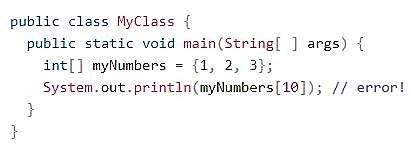 public class MyClass {
public static void main(String[ ] args) {
int[] myNumbers = {1, 2, 3};
System.out.println(myNumbers[10]); // error!
}
}